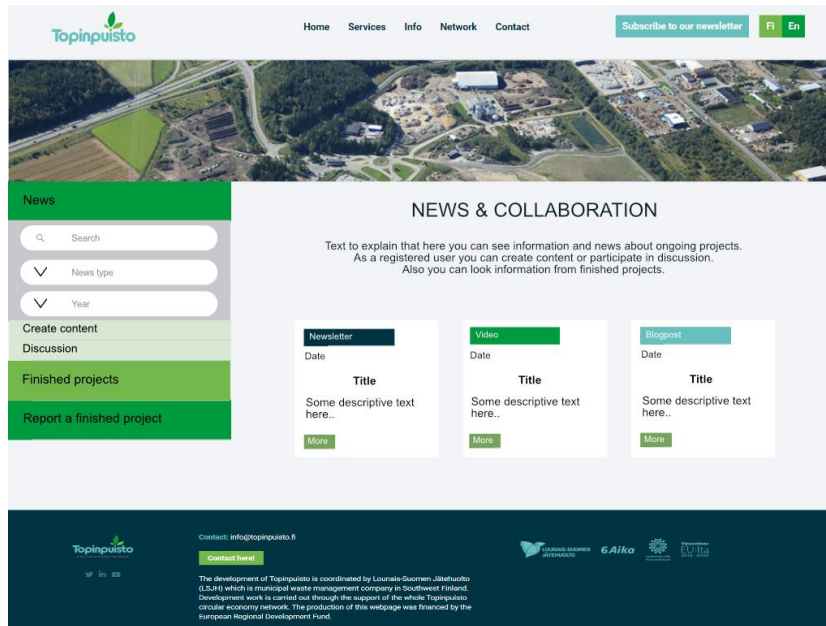 Topinpuisto
Home Services Info Network Contact
Subscribe to our newsletter
Fi En
News
Search
News type
Year
Create content
Discussion
Finished projects
Report a finished project
NEWS & COLLABORATION
Text to explain that here you can see information and news about ongoing projects.
As a registered user you can create content or participate in discussion.
Also you can look information from finished projects.
Newsletter
Date
Title
Some descriptive text
here..
More
Video
Date
Title
Some descriptive text
here..
More
Blogpost
Date
Title
Some descriptive text
here..
More
Topinpuisto
Contact: info@topinpuisto.fi
Contact here!
The development of Topinpuisto is coordinated by Lounais-Suomen Jätehuolto
(LSJH) which is municipal waste management company in Southwest Finland.
Development work is carried out through the support of the whole Topinpuisto
circular economy network. The production of this webpage was financed by the
European Regional Development Fund.
LOUNAIS-SUOMEN
JÄTEHUOLTO
6Aika
EU:lta
2014-2020